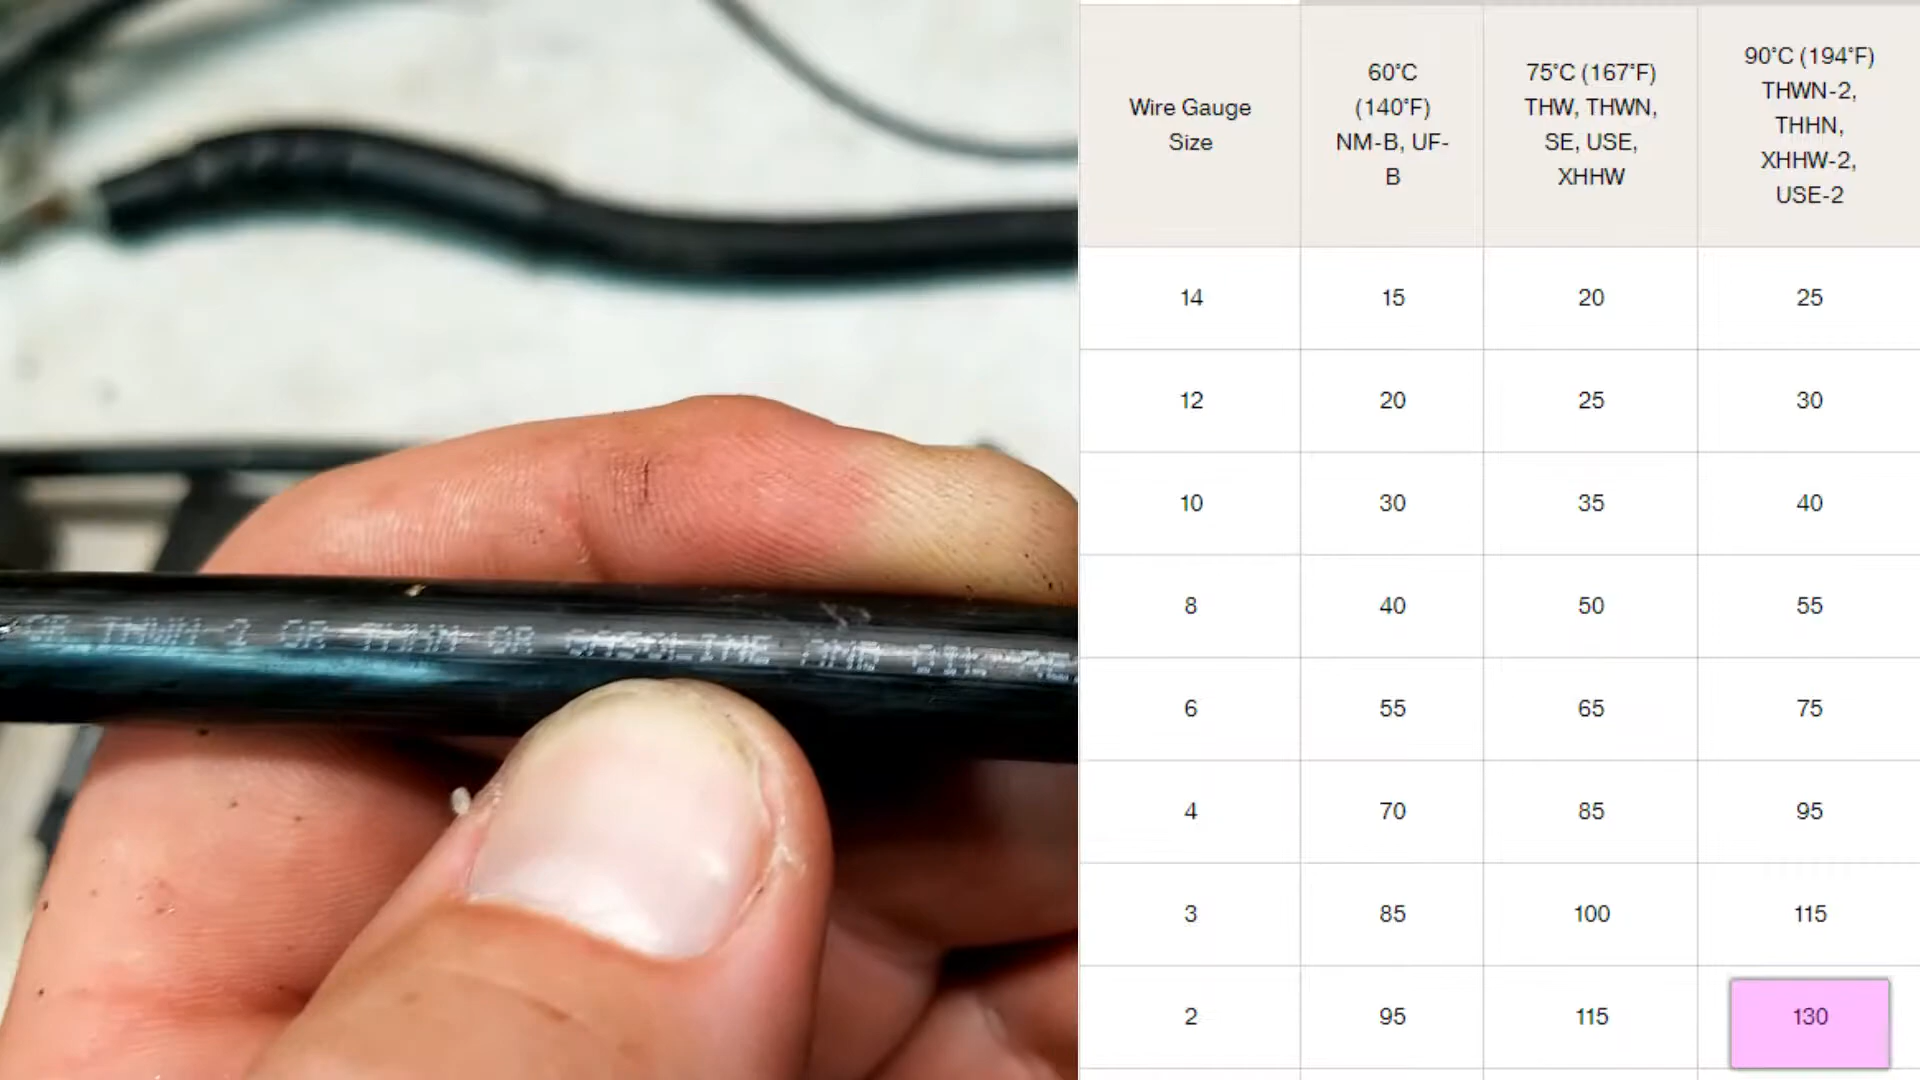 OR THWN-2 OR THHN OR GASOLINE AND OIL RE
Wire Gauge
Size
60°C
(140°F)
NM-B, UF-
B
75°C (167°F)
THW, THWN,
SE, USE,
XHHW
90°C (194°F)
THWN-2,
THHN,
XHHW-2,
USE-2
14 15 20 25
12 20 25 30
10 30 35 40
8 40 50 55
6 55 65 75
4 70 85 95
3 85 100 115
2 95 115 130